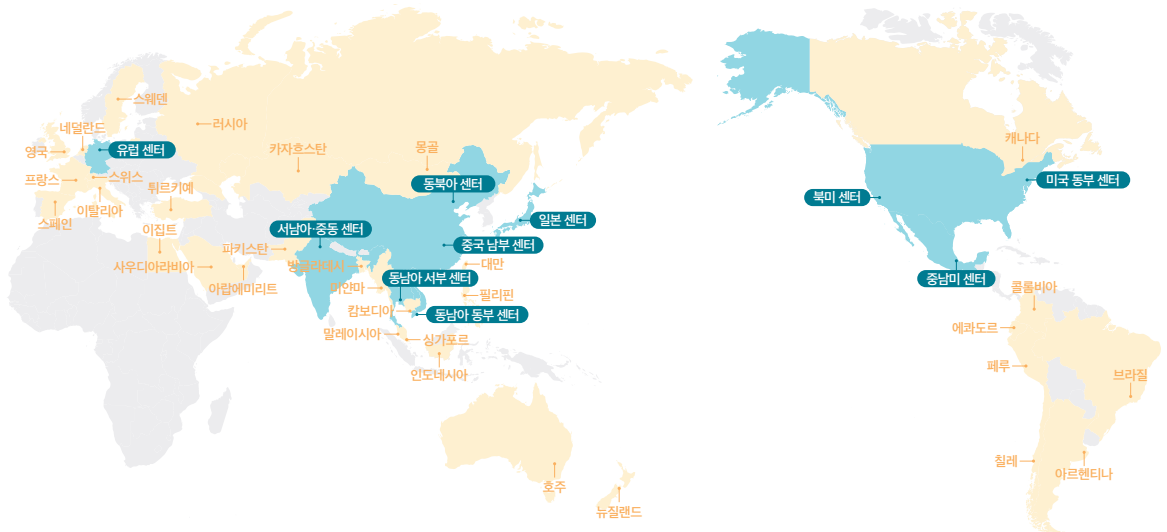 스웨덴
네덜란드
러시아
영국
유럽 센터
카자흐스탄
몽골
캐나다
프랑스
스위스
튀르키예
동북아 센터
미국 동부 센터
북미 센터
이탈리아
스페인
이집트
서남아·중동 센터
일본 센터
파키스탄
중국 남부 센터
사우디아라비아
방글라데시
대만
동남아 서부 센터
중남미 센터
아랍에미리트
미얀마
필리핀
콜롬비아
캄보디아
동남아 동부 센터
에콰도르
말레이시아
싱가포르
페루
인도네시아
브라질
칠레
아르헨티나
호주
뉴질랜드